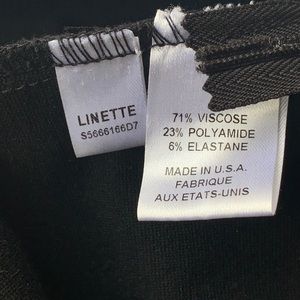 LINETTE
S5666166D7
71% VISCOSE
23% POLYAMIDE
6% ELASTANE
MADE IN U.S.A.
FABRIQUE
AUX ETATS-UNIS